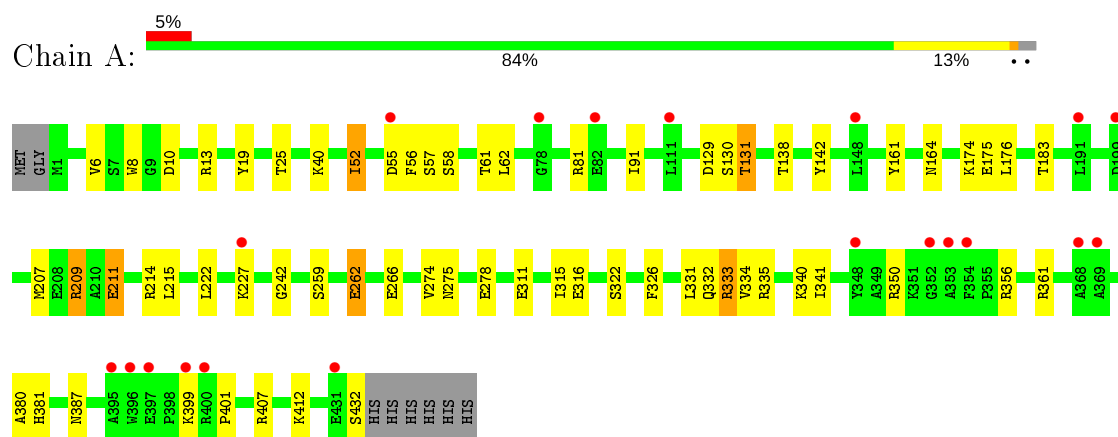 5%
Chain A:
84% 13% • •
MET GLY M1 V6 S7 W8 G9 D10 R13 Y19 T25 K40 I52 D55 F56 S57 S58 T61 L62 G78 R81 E82 I91 L111 D129 S130 T131 T138 Y142 L148 Y161 N164 K174 E175 L176 T183 L191 D199
M207 E208 R209 A210 E211 R214 L215 L222 K227 G242 S259 E262 E266 V274 N275 E278 E311 I315 E316 S322 F326 L331 Q332 R333 V334 R335 K340 I341 Y348 A349 R350 K351 G352 A353 F354 P355 R356 R361 A368 A369
A380 H381 N387 A395 W396 E397 P398 K399 R400 P401 R407 K412 E431 S432 HIS HIS HIS HIS HIS HIS